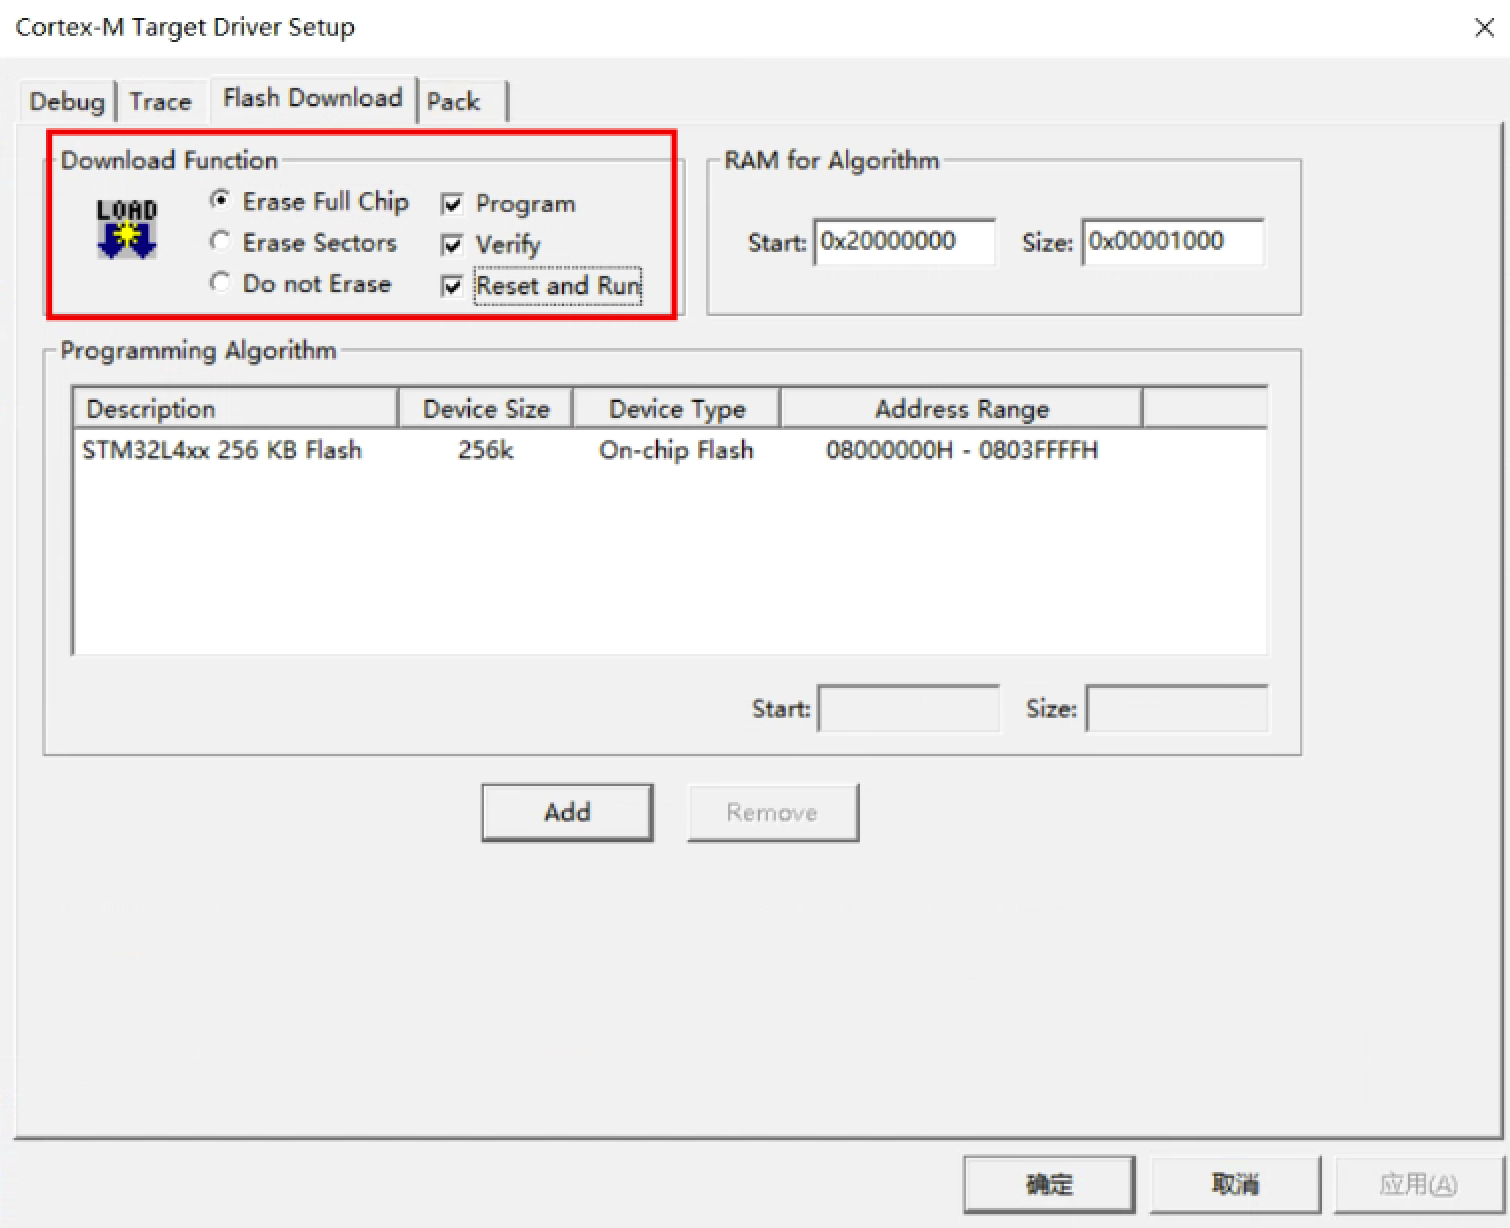 Cortex-M Target Driver Setup
Debug Trace Flash Download Pack
Download Function
LOAD
Erase Full Chip
Erase Sectors
Do not Erase
Program
Verify
Reset and Run
RAM for Algorithm
Start: 0x20000000 Size: 0x00001000
Programming Algorithm
Description Device Size Device Type Address Range
STM32L4xx 256 KB Flash 256k On-chip Flash 08000000H - 0803FFFFH
Start: Size:
Add Remove
确定 取消 应用(A)